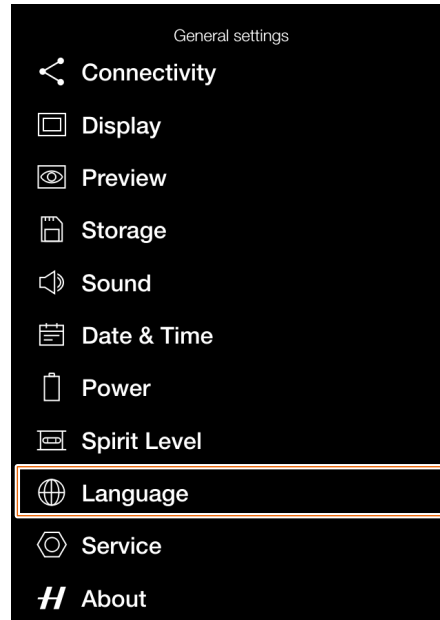 General settings
Connectivity
Display
Preview
Storage
Sound
Date & Time
Power
Spirit Level
Language
Service
About